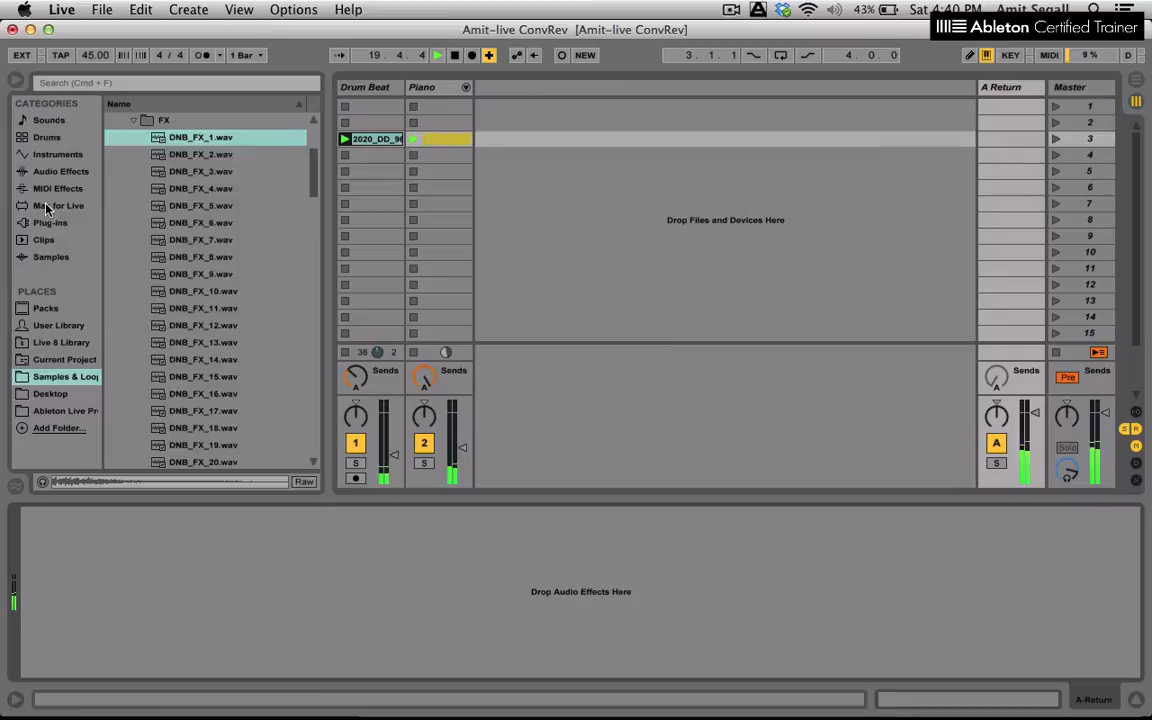 Live File Edit Create View Options Help 43% Sat 4:40 PM Amit Segall
Ableton Certified Trainer
Amit-live ConvRev [Amit-live ConvRev]
EXT TAP 45.00 4 / 4 1 Bar 19. 4. 4 NEW 3. 1. 1 4. 0. 0 KEY MIDI 9 % D
Search (Cmd + F)
CATEGORIES
Sounds
Drums
Instruments
Audio Effects
MIDI Effects
Max for Live
Plug-ins
Clips
Samples
PLACES
Packs
User Library
Live 8 Library
Current Project
Samples & Loop
Desktop
Ableton Live Pr
Add Folder...
Name
FX
DNB_FX_1.wav
DNB_FX_2.wav
DNB_FX_3.wav
DNB_FX_4.wav
DNB_FX_5.wav
DNB_FX_6.wav
DNB_FX_7.wav
DNB_FX_8.wav
DNB_FX_9.wav
DNB_FX_10.wav
DNB_FX_11.wav
DNB_FX_12.wav
DNB_FX_13.wav
DNB_FX_14.wav
DNB_FX_15.wav
DNB_FX_16.wav
DNB_FX_17.wav
DNB_FX_18.wav
DNB_FX_19.wav
DNB_FX_20.wav
Raw
Drum Beat Piano A Return Master
1
2
2020_DD_96 3
4
5
6
7
8
9
10
11
12
13
14
15
Drop Files and Devices Here
38 2
Sends Sends Sends Sends
A A A Pre
1 2 A Solo
S S S
Drop Audio Effects Here
A-Return